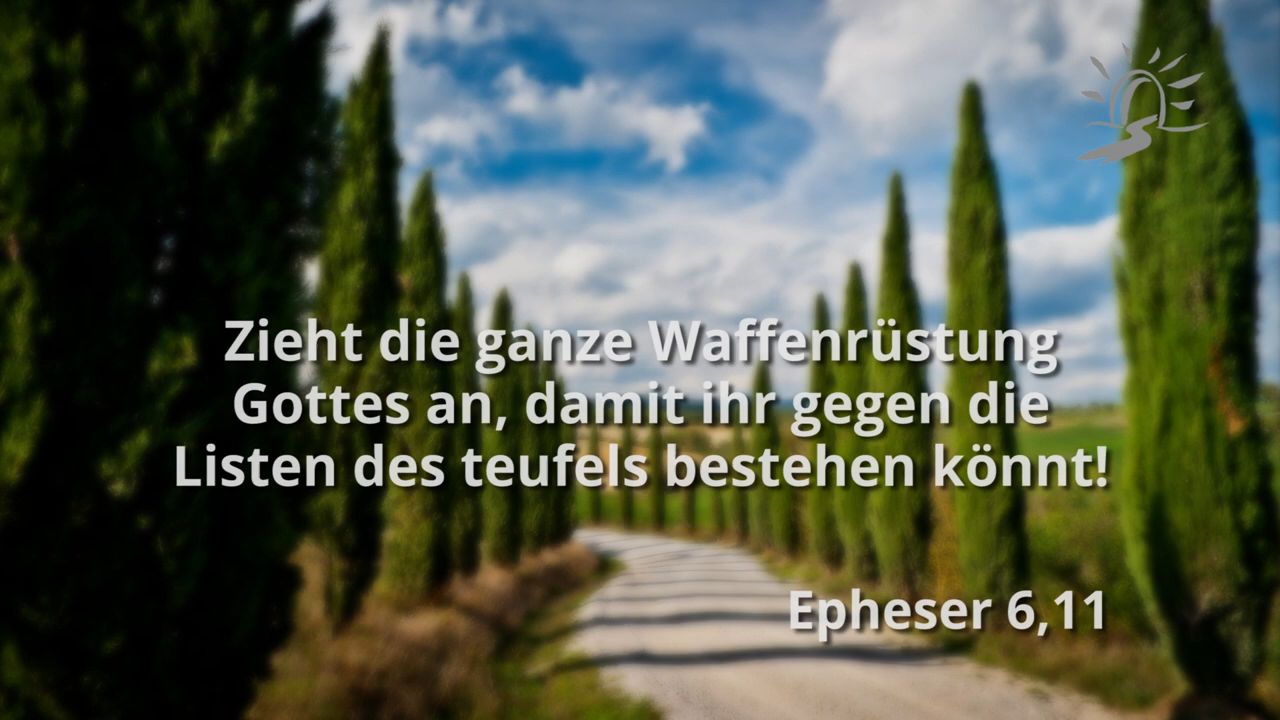 Zieht die ganze Waffenrüstung
Gottes an, damit ihr gegen die
Listen des teufels bestehen könnt!
Epheser 6,11